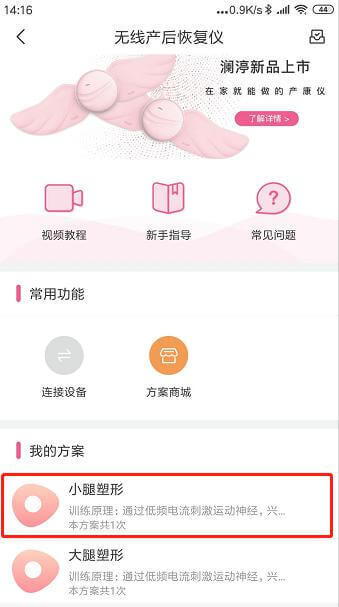 14:16
...0.9K/s
44
无线产后恢复仪
澜渟新品上市
在家就能做的产康仪
了解详情 >
视频教程
新手指导
常见问题
常用功能
连接设备
方案商城
我的方案
小腿塑形
训练原理：通过低频电流刺激运动神经，兴...
本方案共1次
大腿塑形
训练原理：通过低频电流刺激运动神经，兴...
本方案共1次